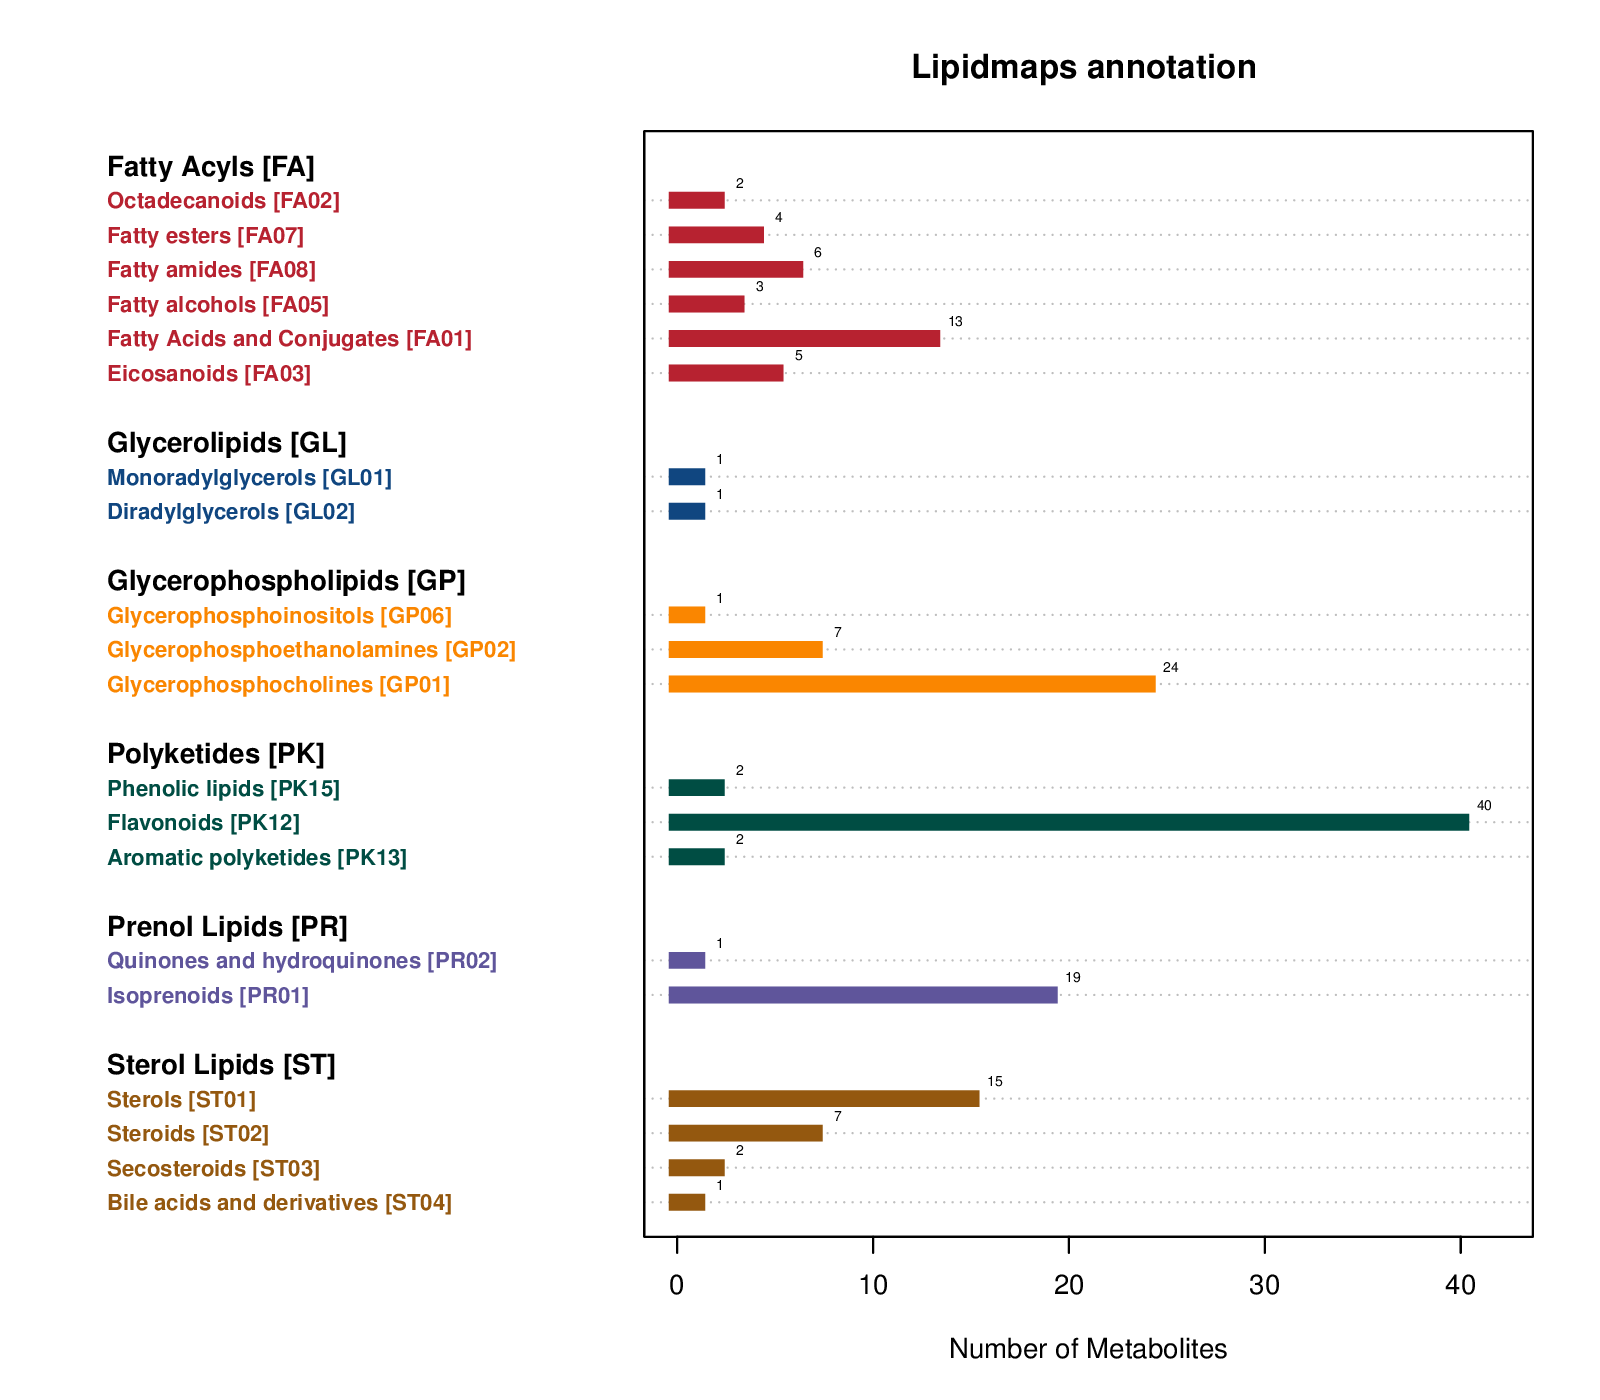 Lipidmaps annotation
Fatty Acyls [FA]
Octadecanoids [FA02] 2
Fatty esters [FA07] 4
Fatty amides [FA08] 6
Fatty alcohols [FA05] 3
Fatty Acids and Conjugates [FA01] 13
Eicosanoids [FA03] 5
Glycerolipids [GL]
Monoradylglycerols [GL01] 1
Diradylglycerols [GL02] 1
Glycerophospholipids [GP]
Glycerophosphoinositols [GP06] 1
Glycerophosphoethanolamines [GP02] 7
Glycerophosphocholines [GP01] 24
Polyketides [PK]
Phenolic lipids [PK15] 2
Flavonoids [PK12] 40
Aromatic polyketides [PK13] 2
Prenol Lipids [PR]
Quinones and hydroquinones [PR02] 1
Isoprenoids [PR01] 19
Sterol Lipids [ST]
Sterols [ST01] 15
Steroids [ST02] 7
Secosteroids [ST03] 2
Bile acids and derivatives [ST04] 1
0 10 20 30 40
Number of Metabolites